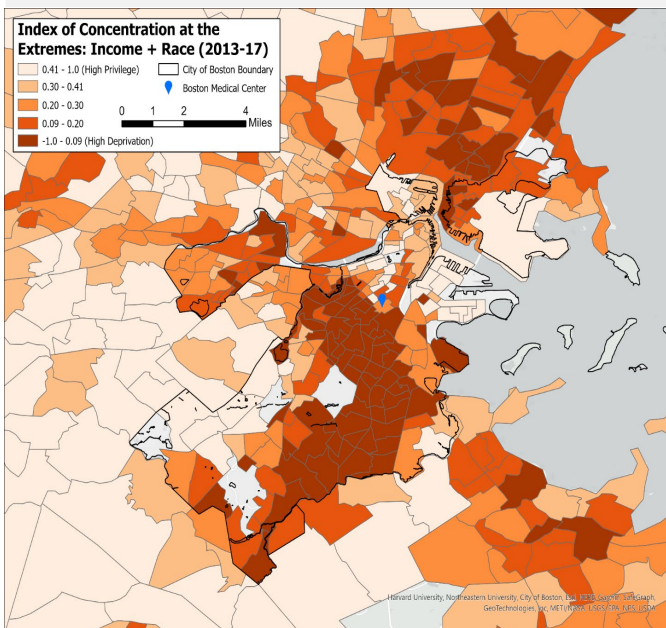 Index of Concentration at the
Extremes: Income + Race (2013-17)
0.41 - 1.0 (High Privilege)
City of Boston Boundary
0.30 - 0.41
Boston Medical Center
0.20 - 0.30
0 1 2 4
0.09 - 0.20
Miles
-1.0 - 0.09 (High Deprivation)
Harvard University, Northeastern University, City of Boston, Esri, HERE, Garmin, SafeGraph,
GeoTechnologies, Inc, METI/NASA, USGS, EPA, NPS, USDA